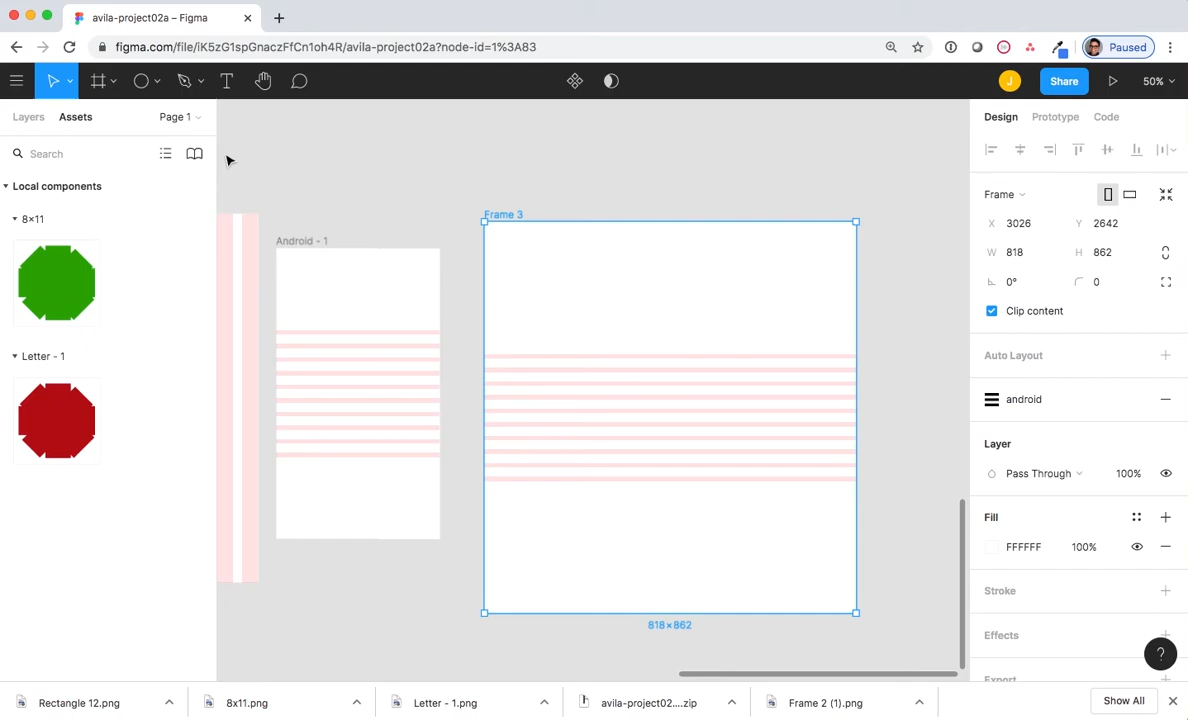 avila-project02a – Figma
figma.com/file/iK5zG1spGnaczFfCn1oh4R/avila-project02a?node-id=1%3A83
Paused
J
Share
50%
Layers
Assets
Page 1
Search
Local components
8x11
Letter - 1
Android - 1
Frame 3
818×862
Design
Prototype
Code
Frame
X 3026 Y 2642
W 818 H 862
0° 0
Clip content
Auto Layout
android
Layer
Pass Through 100%
Fill
FFFFFF 100%
Stroke
Effects
Export
?
Rectangle 12.png
8x11.png
Letter - 1.png
avila-project02....zip
Frame 2 (1).png
Show All